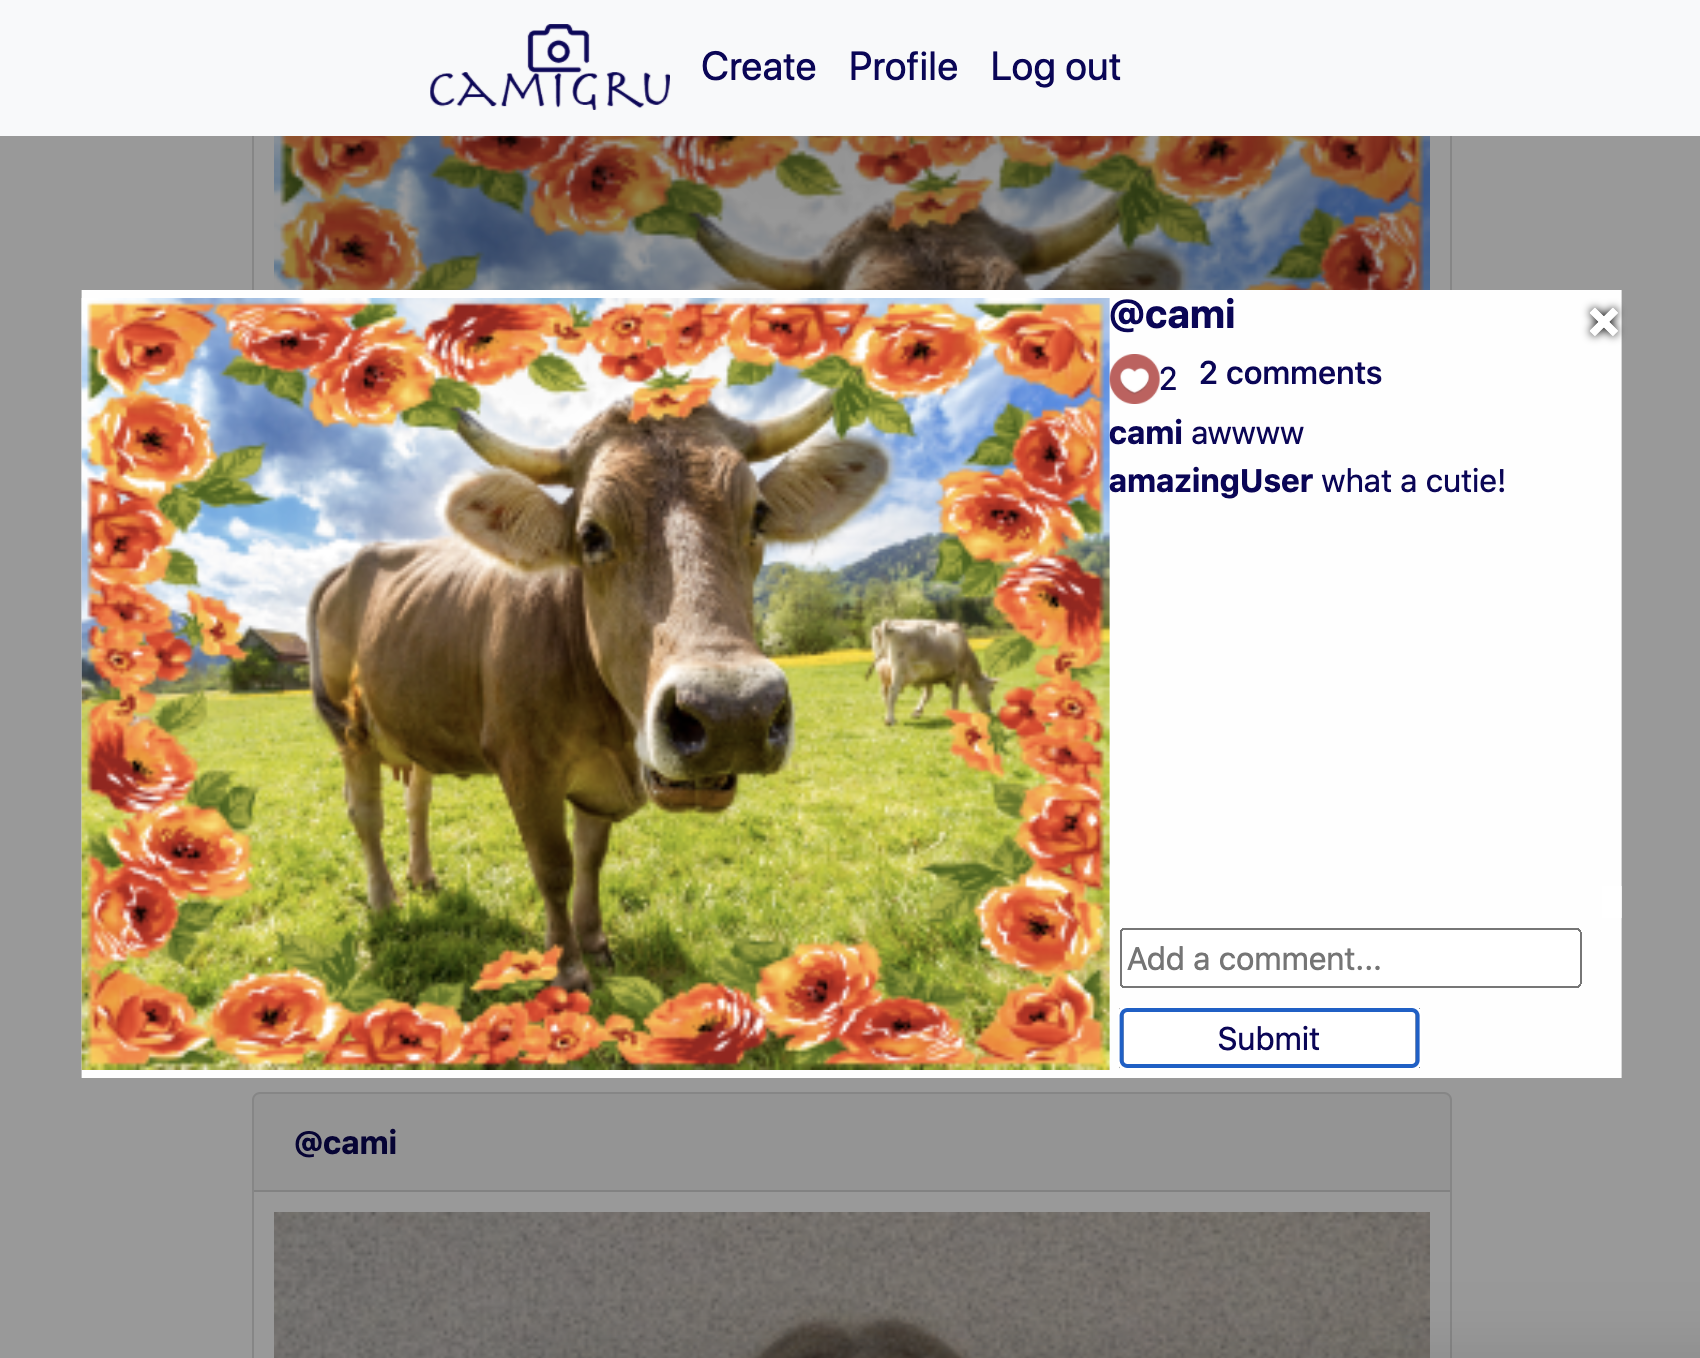 CAMIGRU Create Profile Log out
@cami
2 2 comments
cami awwww
amazingUser what a cutie!
Add a comment...
Submit
@cami